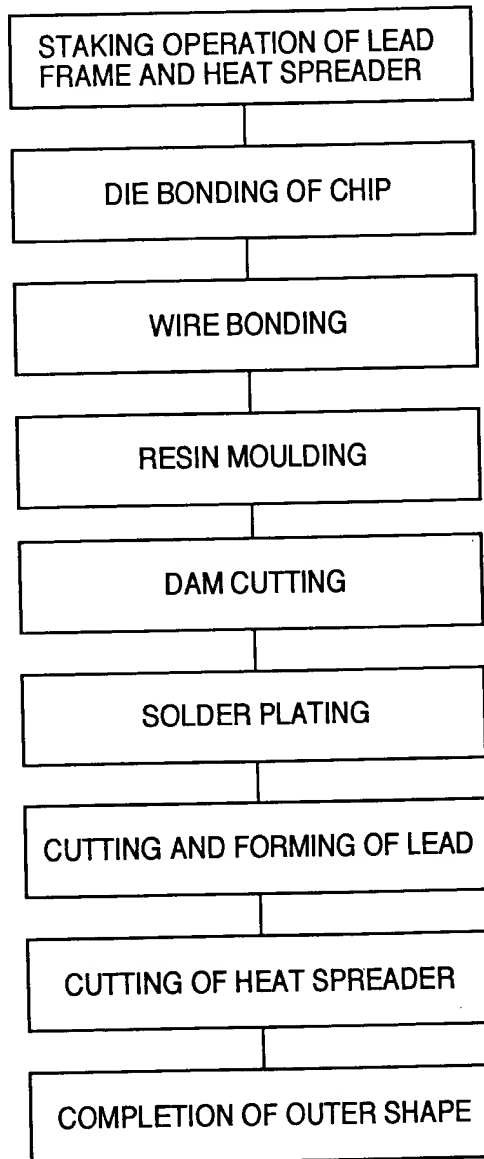 STAKING OPERATION OF LEAD
FRAME AND HEAT SPREADER
DIE BONDING OF CHIP
WIRE BONDING
RESIN MOULDING
DAM CUTTING
SOLDER PLATING
CUTTING AND FORMING OF LEAD
CUTTING OF HEAT SPREADER
COMPLETION OF OUTER SHAPE